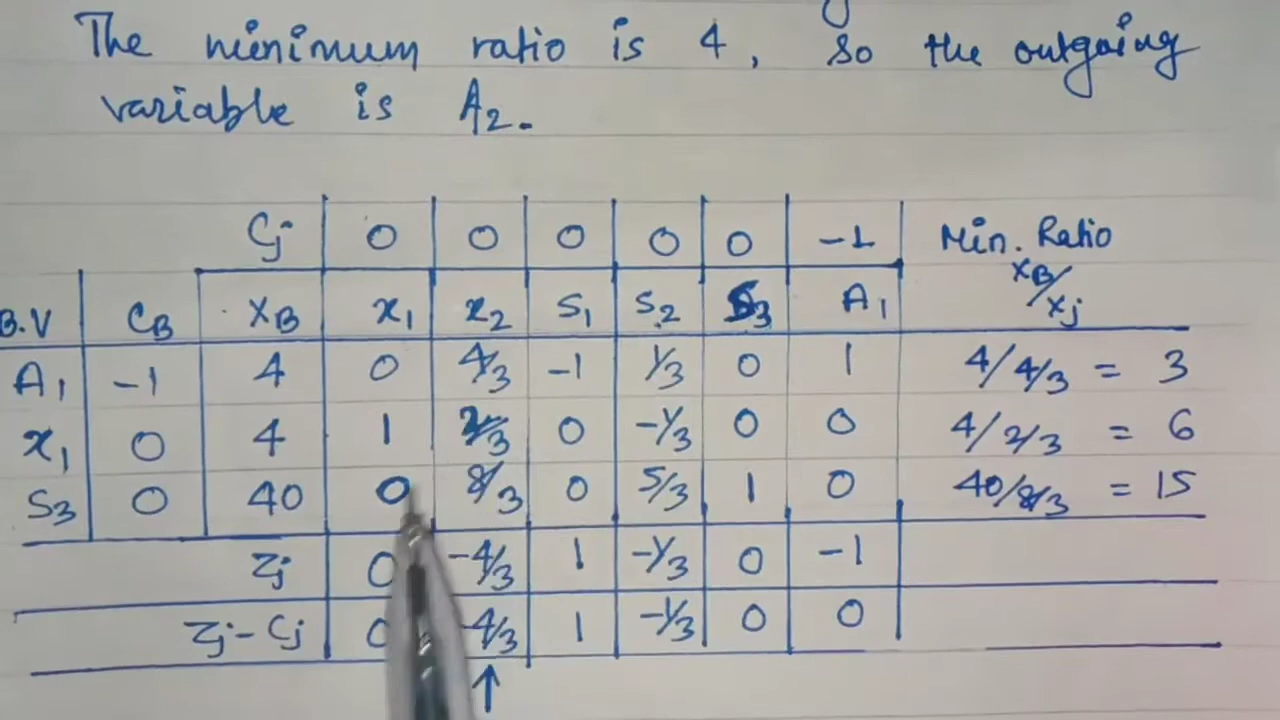 The minimum ratio is 4, So the outgoing
variable is A2.
Cj 0 0 0 0 0 -1 Min. Ratio
B.V CB XB x1 x2 S1 S2 S3 A1 XB/Xj
A1 -1 4 0 4/3 -1 1/3 0 1 4/4/3 = 3
x1 0 4 1 2/3 0 -1/3 0 0 4/2/3 = 6
S3 0 40 0 8/3 0 5/3 1 0 40/8/3 = 15
Zj 0 -4/3 1 -1/3 0 -1
Zj-Cj 0 -4/3 1 -1/3 0 0